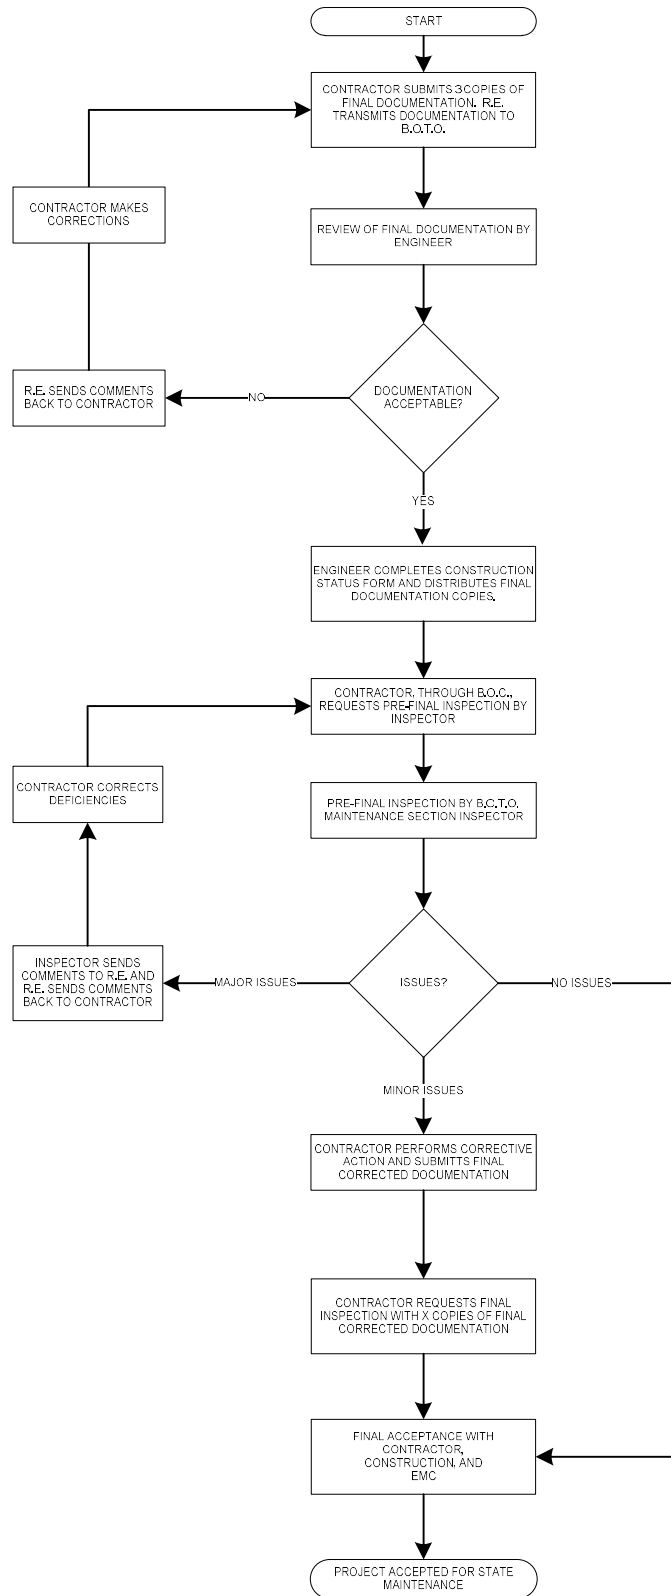 START
CONTRACTOR SUBMITS 3 COPIES OF
FINAL DOCUMENTATION.  R.E.
TRANSMITS DOCUMENTATION TO
B.O.T.O.
CONTRACTOR MAKES
CORRECTIONS
REVIEW OF FINAL DOCUMENTATION BY
ENGINEER
DOCUMENTATION
ACCEPTABLE?
NO
R.E. SENDS COMMENTS
BACK TO CONTRACTOR
YES
ENGINEER COMPLETES CONSTRUCTION
STATUS FORM AND DISTRIBUTES FINAL
DOCUMENTATION COPIES.
CONTRACTOR, THROUGH B.O.C.,
REQUESTS PRE-FINAL INSPECTION BY
INSPECTOR
CONTRACTOR CORRECTS
DEFICIENCIES
PRE-FINAL INSPECTION BY B.C.T.O.
MAINTENANCE SECTION INSPECTOR
INSPECTOR SENDS
COMMENTS TO R.E. AND
R.E. SENDS COMMENTS
BACK TO CONTRACTOR
MAJOR ISSUES
ISSUES?
NO ISSUES
MINOR ISSUES
CONTRACTOR PERFORMS CORRECTIVE
ACTION AND SUBMITTS FINAL
CORRECTED DOCUMENTATION
CONTRACTOR REQUESTS FINAL
INSPECTION WITH X COPIES OF FINAL
CORRECTED DOCUMENTATION
FINAL ACCEPTANCE WITH
CONTRACTOR,
CONSTRUCTION, AND
EMC
PROJECT ACCEPTED FOR STATE
MAINTENANCE